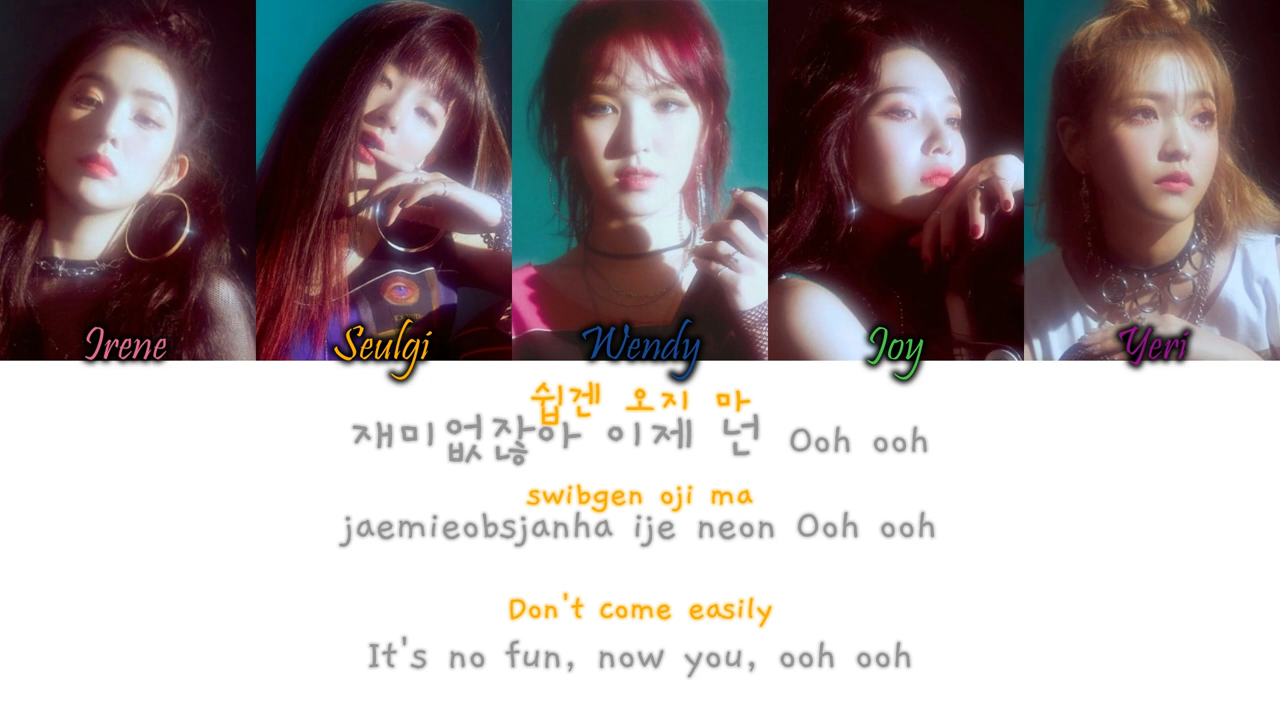 Irene
Seulgi
Wendy
Joy
Yeri
쉽겐 오지 마
재미없잖아 이제 넌 Ooh ooh
swibgen oji ma
jaemieobsjanha ije neon Ooh ooh
Don't come easily
It's no fun, now you, ooh ooh